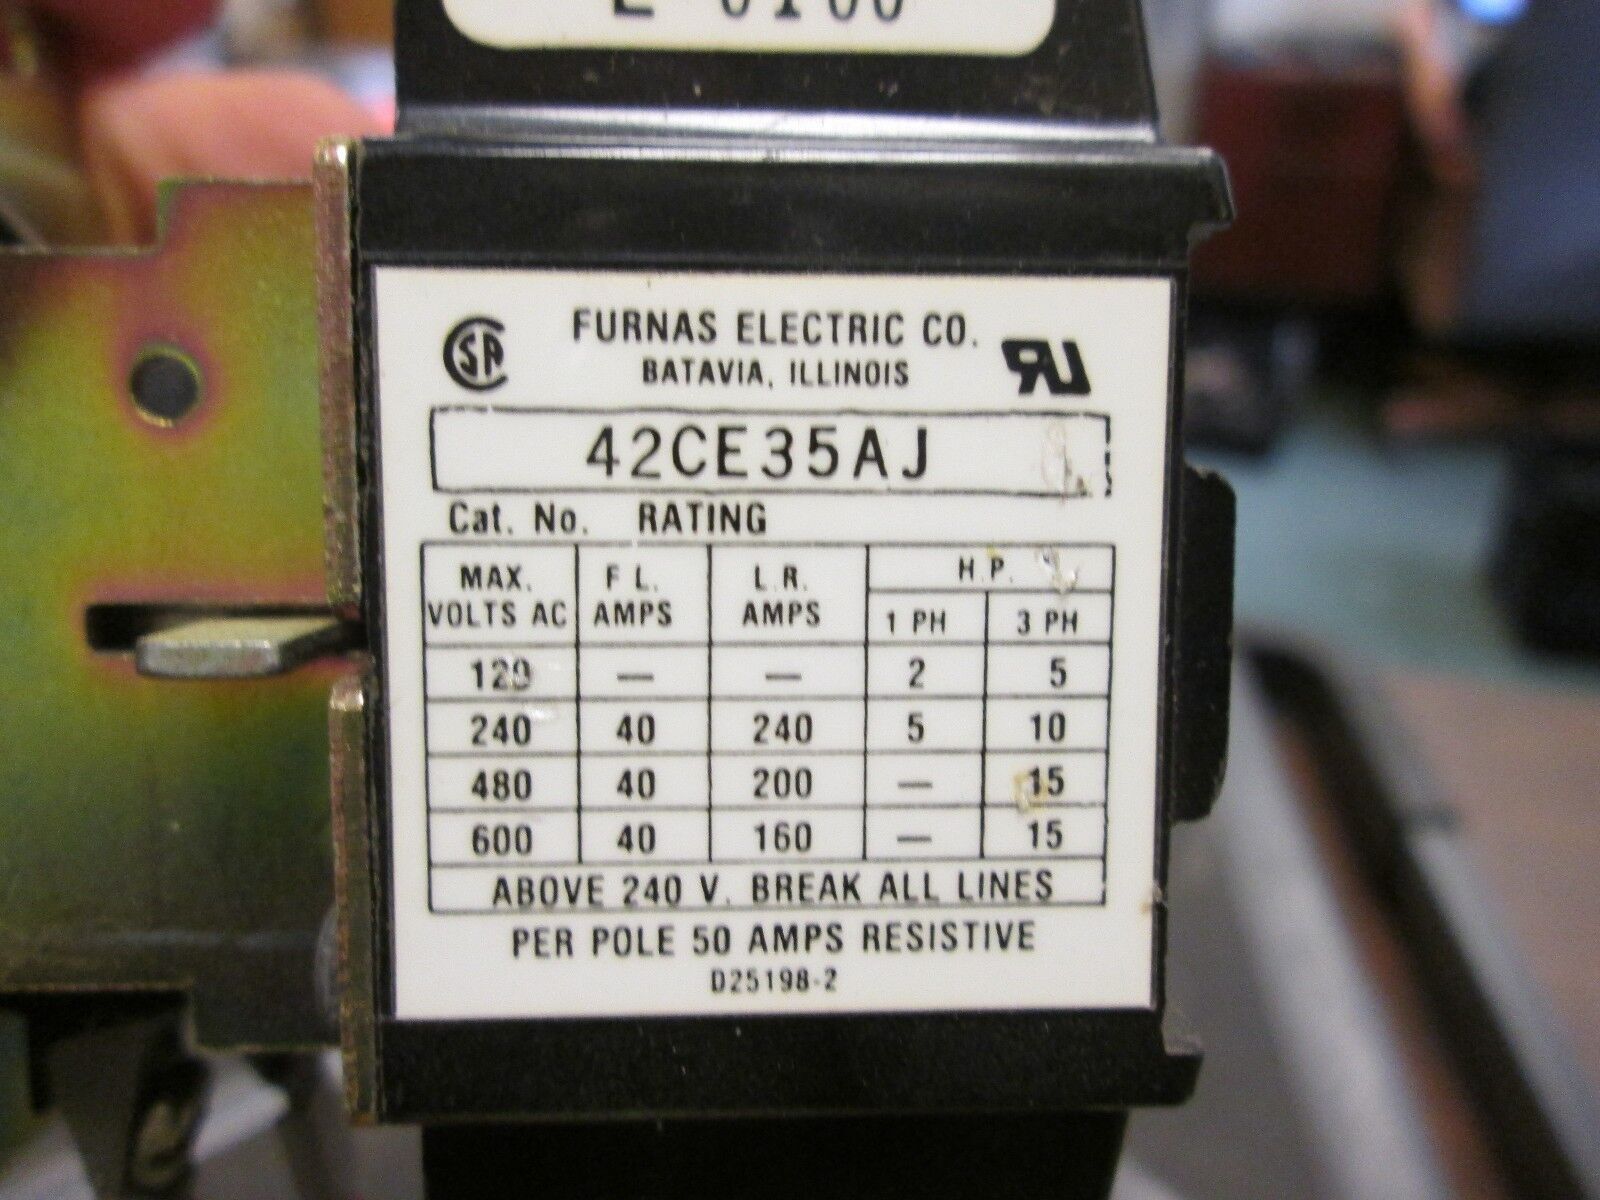 FURNAS ELECTRIC CO.
BATAVIA, ILLINOIS
42CE35AJ
Cat. No. RATING
MAX. VOLTS AC F L. AMPS L.R. AMPS H.P. 1 PH 3 PH
120 — — 2 5
240 40 240 5 10
480 40 200 — 15
600 40 160 — 15
ABOVE 240 V. BREAK ALL LINES
PER POLE 50 AMPS RESISTIVE
D25198-2